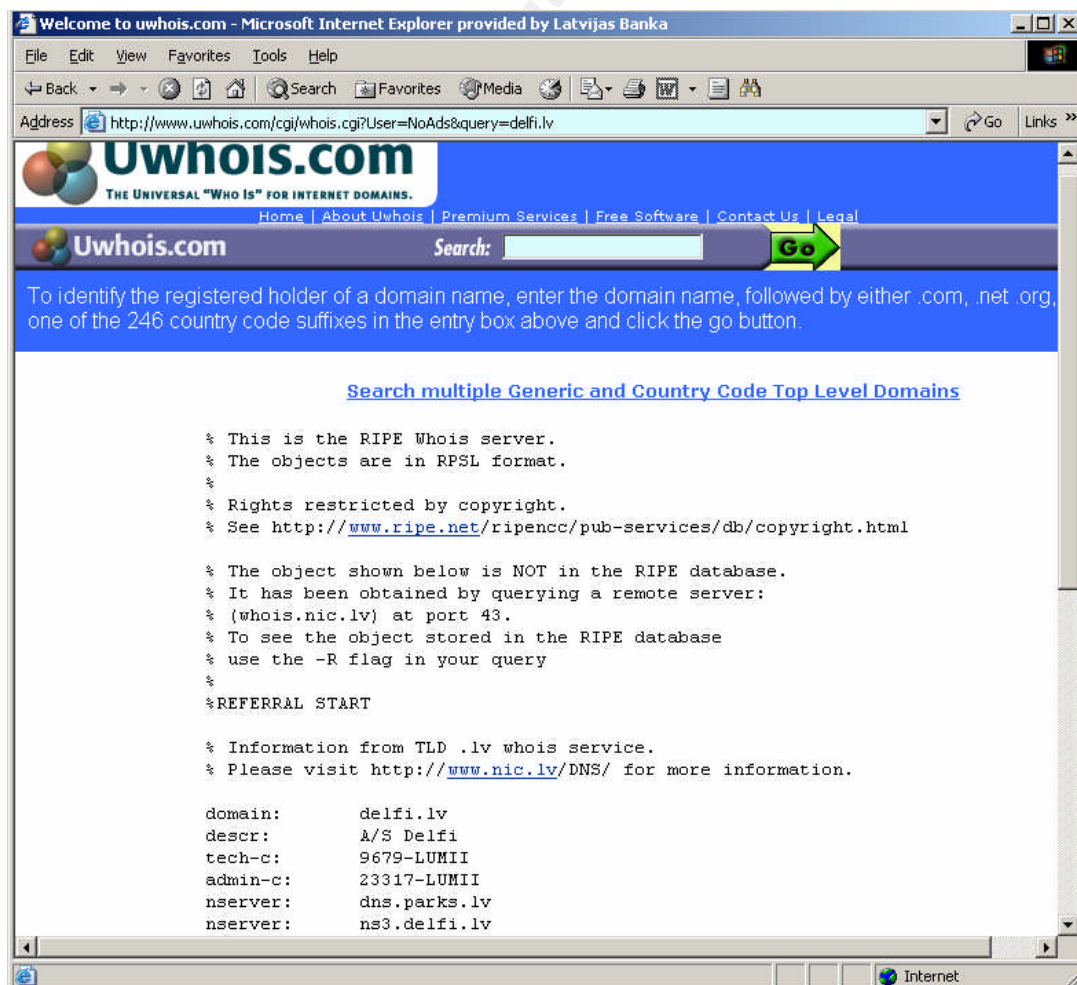 Welcome to uwhois.com - Microsoft Internet Explorer provided by Latvijas Banka
File Edit View Favorites Tools Help
Back Search Favorites Media
Address http://www.uwhois.com/cgi/whois.cgi?User=NoAds&query=delfi.lv Go Links »
Uwhois.com
THE UNIVERSAL "WHO IS" FOR INTERNET DOMAINS.
Home | About Uwhois | Premium Services | Free Software | Contact Us | Legal
Uwhois.com Search: Go
To identify the registered holder of a domain name, enter the domain name, followed by either .com, .net .org,
one of the 246 country code suffixes in the entry box above and click the go button.
Search multiple Generic and Country Code Top Level Domains
% This is the RIPE Whois server.
% The objects are in RPSL format.
%
% Rights restricted by copyright.
% See http://www.ripe.net/ripencc/pub-services/db/copyright.html
% The object shown below is NOT in the RIPE database.
% It has been obtained by querying a remote server:
% (whois.nic.lv) at port 43.
% To see the object stored in the RIPE database
% use the -R flag in your query
%
%REFERRAL START
% Information from TLD .lv whois service.
% Please visit http://www.nic.lv/DNS/ for more information.
domain: delfi.lv
descr: A/S Delfi
tech-c: 9679-LUMII
admin-c: 23317-LUMII
nserver: dns.parks.lv
nserver: ns3.delfi.lv
Internet